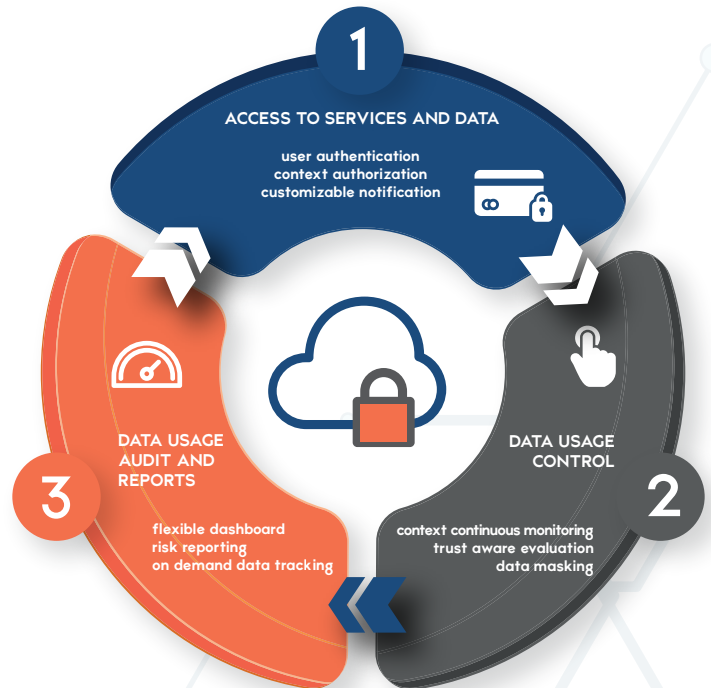 1
ACCESS TO SERVICES AND DATA
user authentication
context authorization
customizable notification
2
DATA USAGE
CONTROL
context continuous monitoring
trust aware evaluation
data masking
3
DATA USAGE
AUDIT AND
REPORTS
flexible dashboard
risk reporting
on demand data tracking